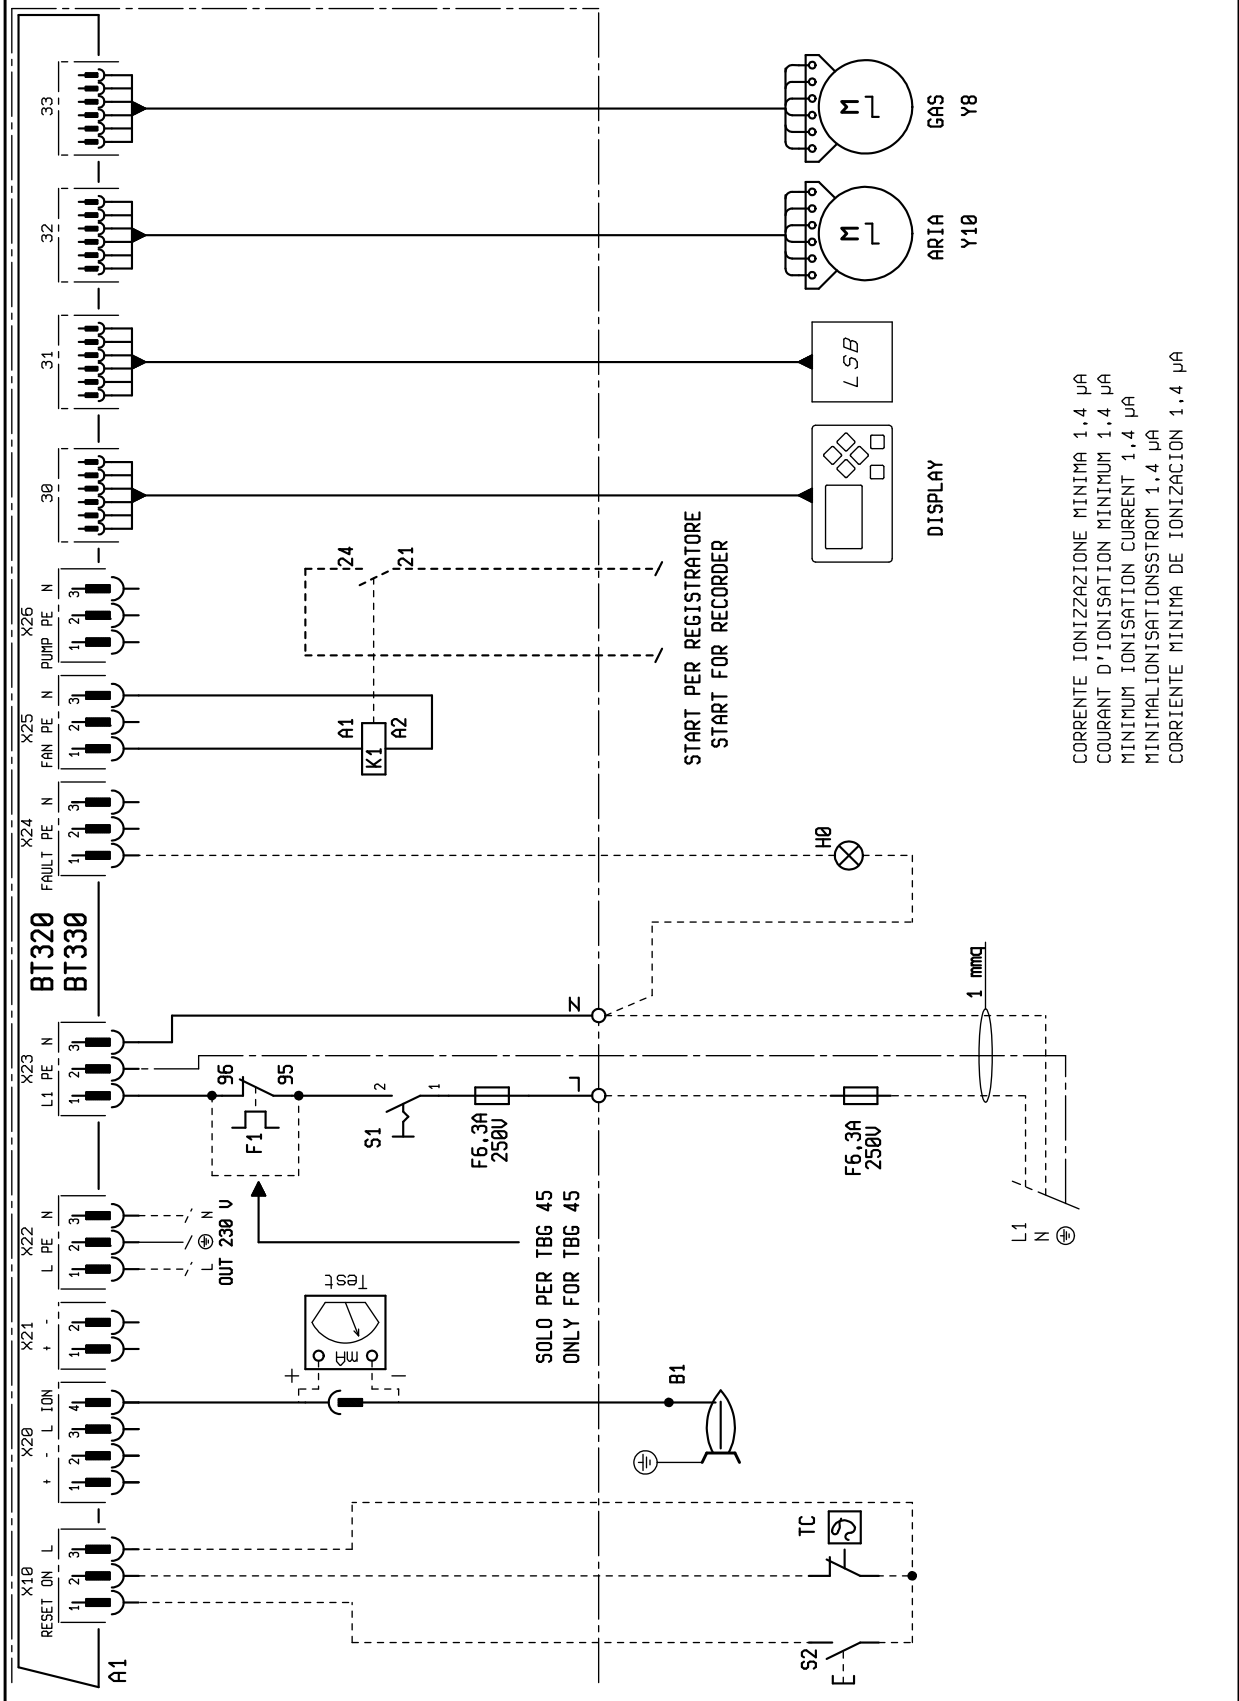 A1
X10
RESET ON L
1 2 3
X20
+ - L ION
1 2 3 4
X21
+ -
1 2
X22
L PE N
1 2 3
X23
L1 PE N
1 2 3
BT320
BT330
X24
FAULT PE N
1 2 3
X25
FAN PE N
1 2 3
X26
PUMP PE N
1 2 3
30
31
32
33
L N
OUT 230 V
F1
96
95
S1
2
1
F6,3A
250V
L
N
+
-
mA
Test
SOLO PER TBG 45
ONLY FOR TBG 45
B1
K1
A1
A2
24
21
START PER REGISTRATORE
START FOR RECORDER
S2
TC
F6,3A
250V
H0
1 mmq
L1
N
DISPLAY
LSB
M
ARIA
Y10
M
GAS
Y8
CORRENTE IONIZZAZIONE MINIMA 1,4 µA
COURANT D'IONISATION MINIMUM 1,4 µA
MINIMUM IONISATION CURRENT 1,4 µA
MINIMALIONISATIONSSTROM 1,4 µA
CORRIENTE MINIMA DE IONIZACION 1,4 µA